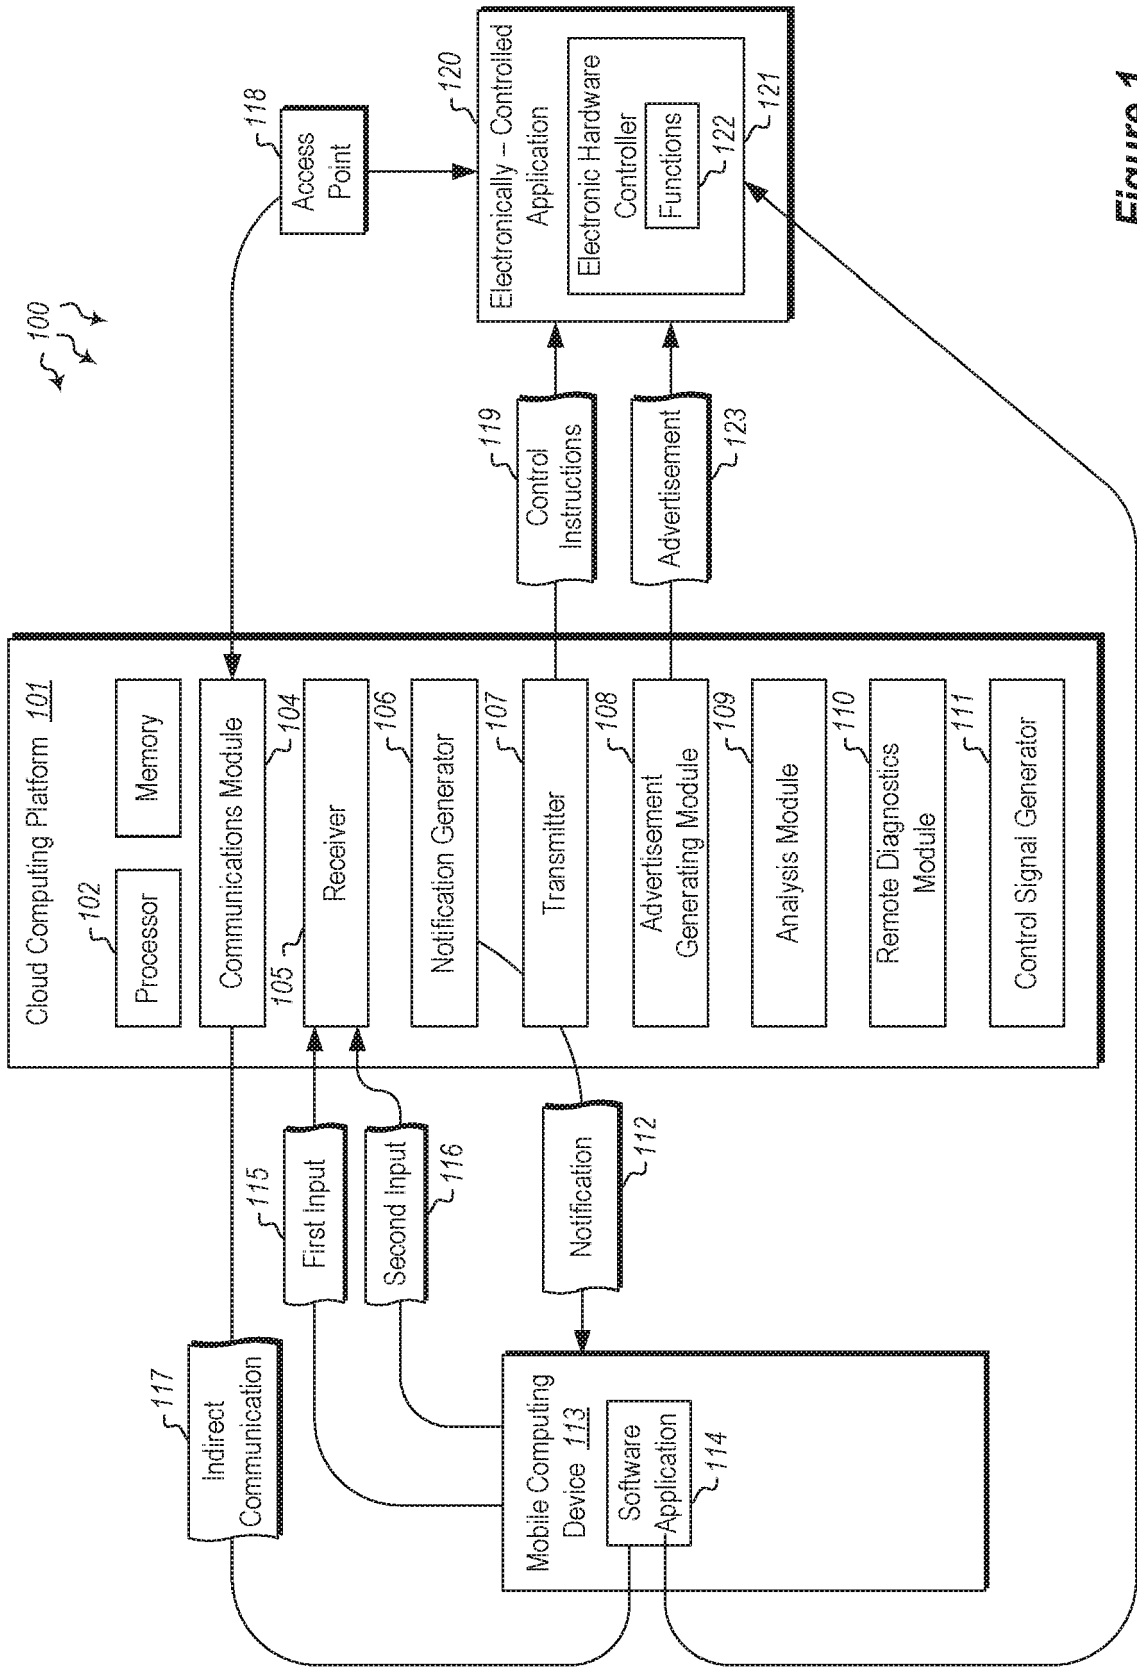 100
Cloud Computing Platform 101
102
Processor
Memory
Communications Module
104
105
Receiver
106
Notification Generator
107
Transmitter
108
Advertisement
Generating Module
109
Analysis Module
110
Remote Diagnostics
Module
111
Control Signal Generator
117
Indirect
Communication
115
First Input
Second Input
116
Notification
112
Mobile Computing
Device 113
Software
Application
114
118
Access
Point
119
Control
Instructions
Advertisement
123
120
Electronically – Controlled
Application
Electronic Hardware
Controller
Functions
122
121
Figure 1